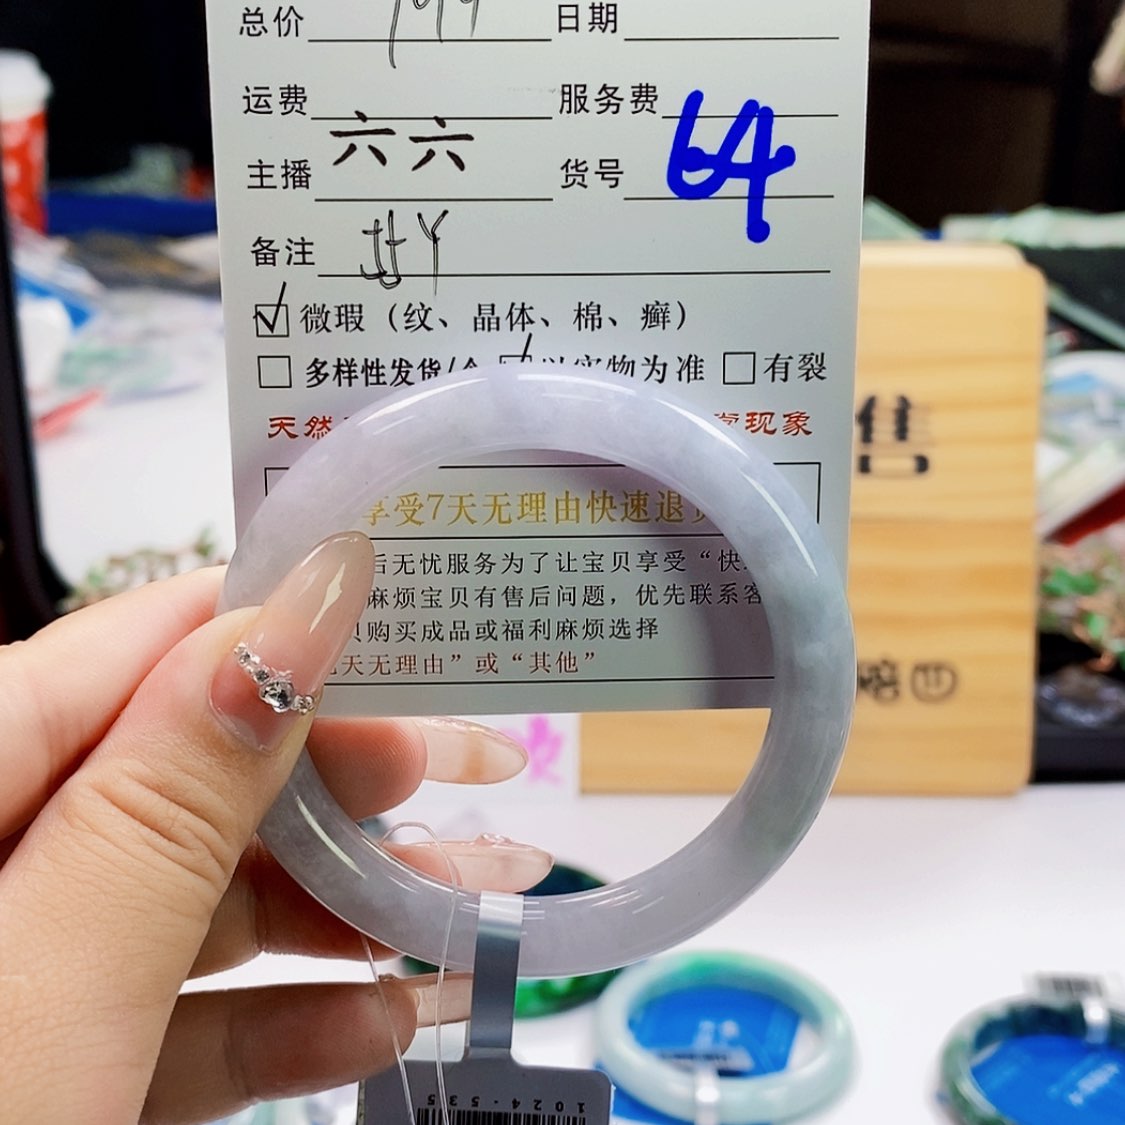 总价 199 日期
运费 服务费
主播 六六 货号 64
备注
微瑕（纹、晶体、棉、癣）
多样性发货/个 以实物为准 有裂
天然 现象
享受7天无理由快速退
后无忧服务为了让宝贝享受“快
麻烦宝贝有售后问题，优先联系客
购买成品或福利麻烦选择
天无理由”或“其他”
售
1024-535